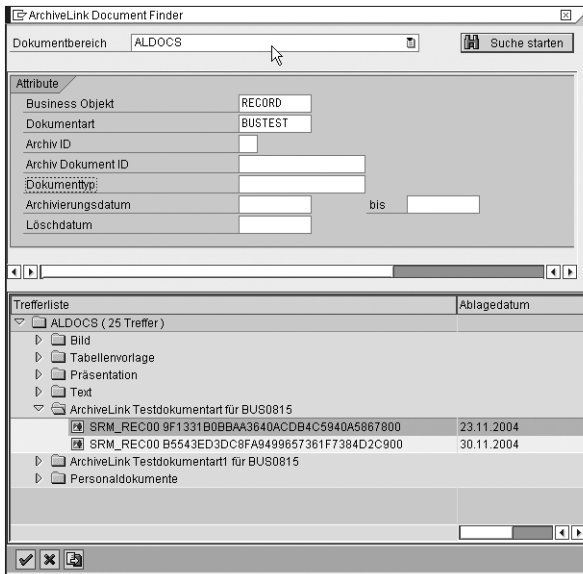 ArchiveLink Document Finder
Dokumentbereich ALDOCS Suche starten
Attribute
Business Objekt RECORD
Dokumentart BUSTEST
Archiv ID
Archiv Dokument ID
Dokumenttyp
Archivierungsdatum bis
Löschdatum
Trefferliste Ablagedatum
ALDOCS ( 25 Treffer )
Bild
Tabellenvorlage
Präsentation
Text
ArchiveLink Testdokumentart für BUS0815
SRM_REC00 9F1331B0BBAA3640ACDB4C5940A5867800 23.11.2004
SRM_REC00 B5543ED3DC8FA9499657361F7384D2C900 30.11.2004
ArchiveLink Testdokumentart1 für BUS0815
Personaldokumente